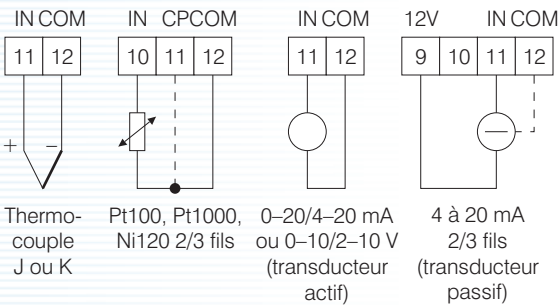 IN COM
11 12
+ –
Thermo-
couple
J ou K
IN CP COM
10 11 12
Pt100, Pt1000,
Ni120 2/3 fils
IN COM
11 12
0–20/4–20 mA
ou 0–10/2–10 V
(transducteur
actif)
12V IN COM
9 10 11 12
4 à 20 mA
2/3 fils
(transducteur
passif)